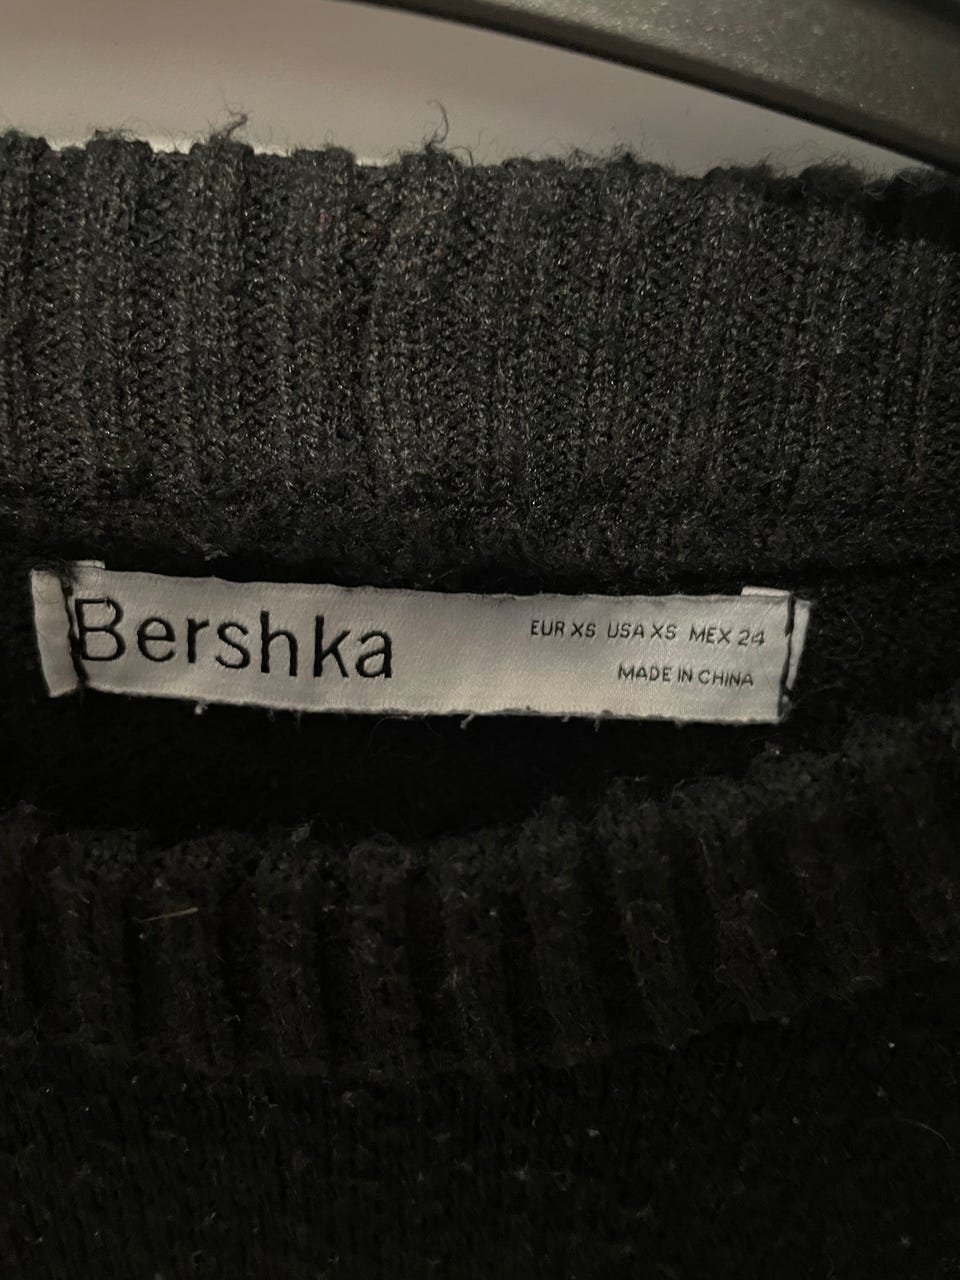 Bershka
EUR XS USA XS MEX 24
MADE IN CHINA